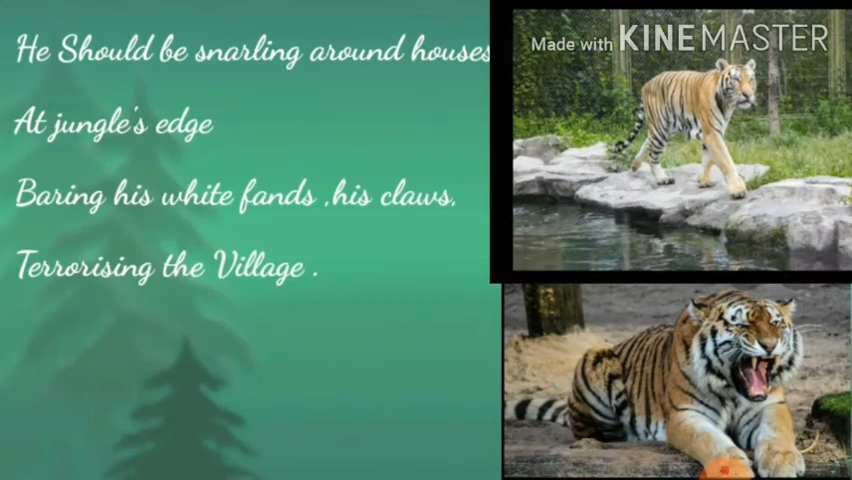 He Should be snarling around houses
At jungle's edge
Baring his white fands ,his claws,
Terrorising the Village .
Made with KINEMASTER